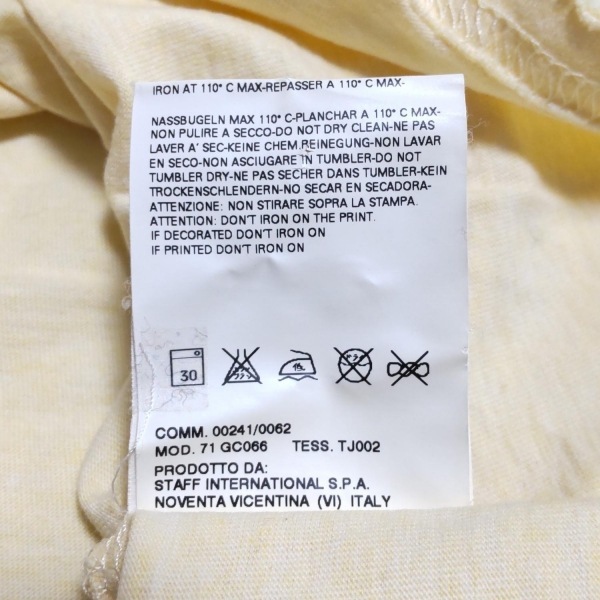 IRON AT 110° C MAX-REPASSER A 110° C MAX-
NASSBUGELN MAX 110° C-PLANCHAR A 110° C MAX-
NON PULIRE A SECCO-DO NOT DRY CLEAN-NE PAS
LAVER A' SEC-KEINE CHEM.REINEGUNG-NON LAVAR
EN SECO-NON ASCIUGARE IN TUMBLER-DO NOT
TUMBLER DRY-NE PAS SECHER DANS TUMBLER-KEIN
TROCKENSCHLENDERN-NO SECAR EN SECADORA-
ATTENZIONE: NON STIRARE SOPRA LA STAMPA.
ATTENTION: DON'T IRON ON THE PRINT.
IF DECORATED DON'T IRON ON
IF PRINTED DON'T IRON ON
30
COMM. 00241/0062
MOD. 71 GC066 TESS. TJ002
PRODOTTO DA:
STAFF INTERNATIONAL S.P.A.
NOVENTA VICENTINA (VI) ITALY